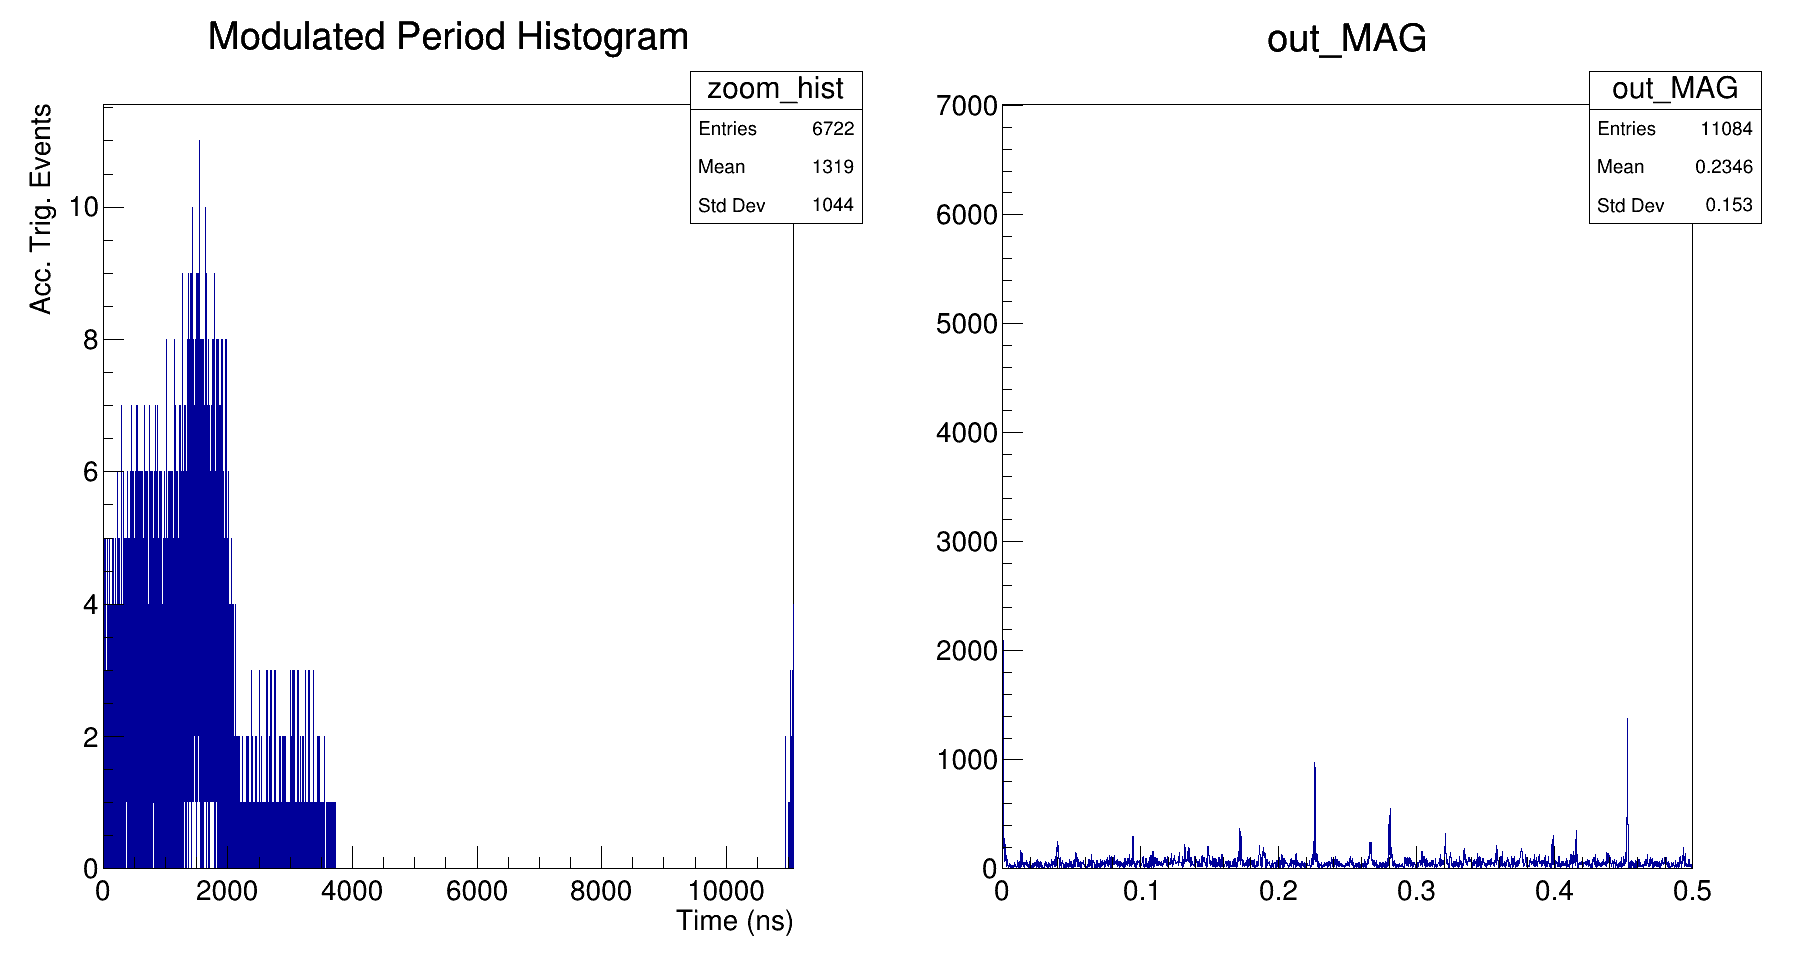 Modulated Period Histogram
zoom_hist
Entries 6722
Mean 1319
Std Dev 1044
Acc. Trig. Events
10
8
6
4
2
0
0 2000 4000 6000 8000 10000
Time (ns)
out_MAG
out_MAG
Entries 11084
Mean 0.2346
Std Dev 0.153
7000
6000
5000
4000
3000
2000
1000
0
0 0.1 0.2 0.3 0.4 0.5